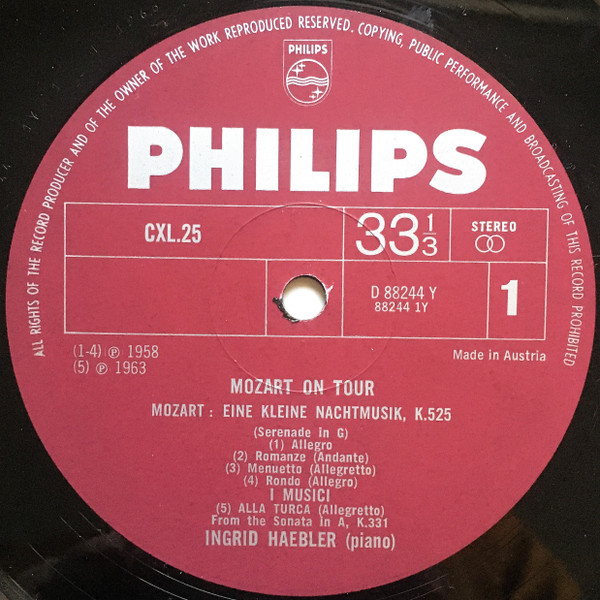 ALL RIGHTS OF THE RECORD PRODUCER AND OF THE OWNER OF THE WORK REPRODUCED RESERVED. COPYING, PUBLIC PERFORMANCE AND BROADCASTING OF THIS RECORD PROHIBITED
PHILIPS
PHILIPS
CXL.25
33 1/3
STEREO
D 88244 Y
88244 1Y
1
(1-4) ℗ 1958
(5) ℗ 1963
Made in Austria
MOZART ON TOUR
MOZART: EINE KLEINE NACHTMUSIK, K.525
(Serenade in G)
(1) Allegro
(2) Romanze (Andante)
(3) Menuetto (Allegretto)
(4) Rondo (Allegro)
I MUSICI
(5) ALLA TURCA (Allegretto)
From the Sonata in A, K.331
INGRID HAEBLER (piano)